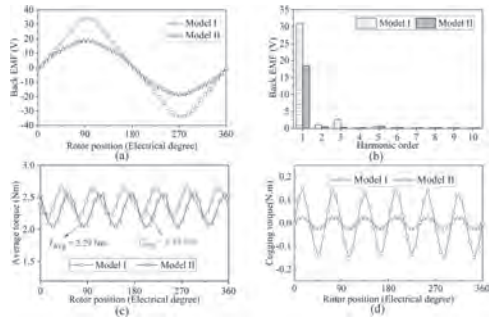 40
30
20
10
0
-10
-20
-30
-40
Back EMF (V)
Model I
Model II
0 90 180 270 360
Rotor position (Electrical degree)
(a)
35
30
25
20
15
10
5
0
Back EMF (V)
Model I
Model II
1 2 3 4 5 6 7 8 9 10
Harmonic order
(b)
3.0
2.5
2.0
1.5
Average torque (Nm)
= 2.29 Nm
Model I
Model II
0 90 180 270 360
Rotor position (Electrical degree)
(c)
0.2
0.1
0.0
-0.1
-0.2
Cogging torque(N.m)
Model I
Model II
0 90 180 270 360
Rotor position (Electrical degree)
(d)